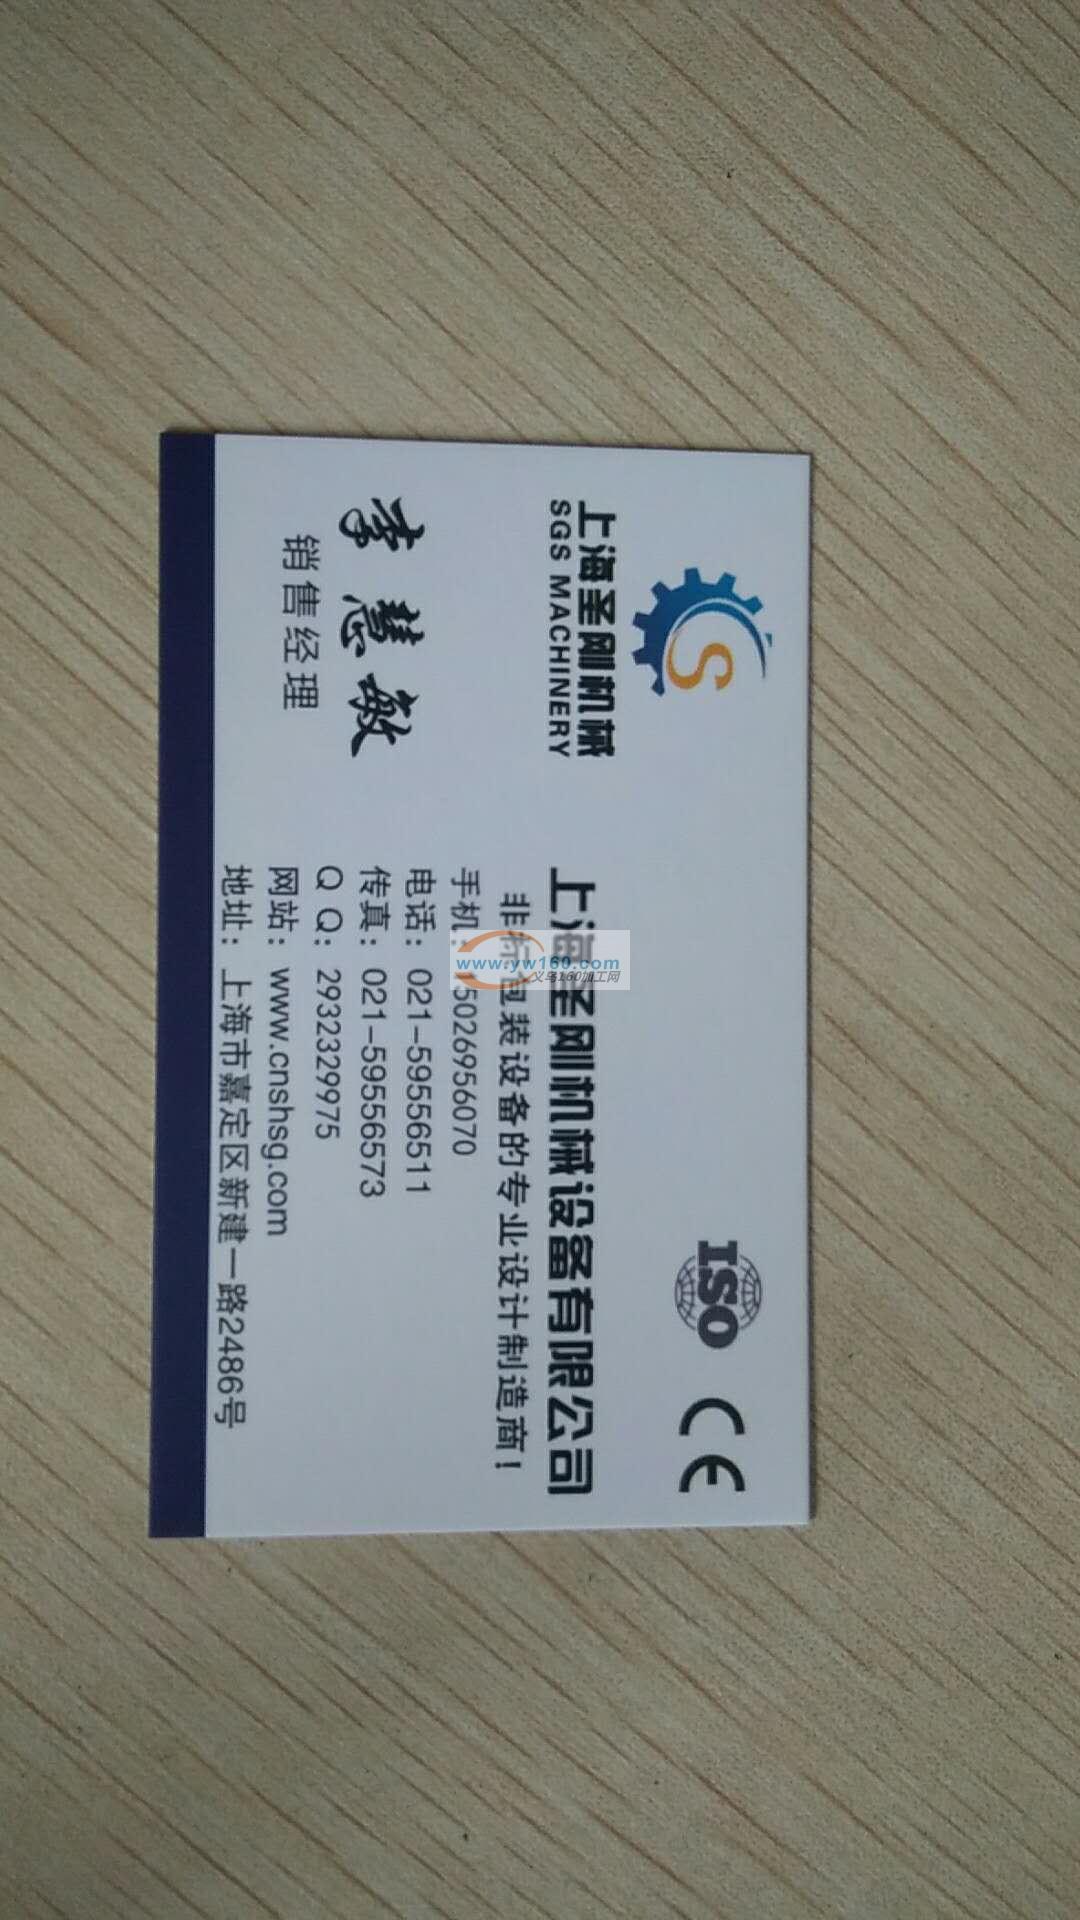 S
上海圣刚机械
SGS MACHINERY
ISO
CE
李慧敏
销售经理
上海圣刚机械设备有限公司
非标包装设备的专业设计制造商！
手机：15026956070
电话：021-59556511
传真：021-59556573
Q Q：2932329975
网站：www.cnshsg.com
地址：上海市嘉定区新建一路2486号
www.yw160.com
义乌160加工网